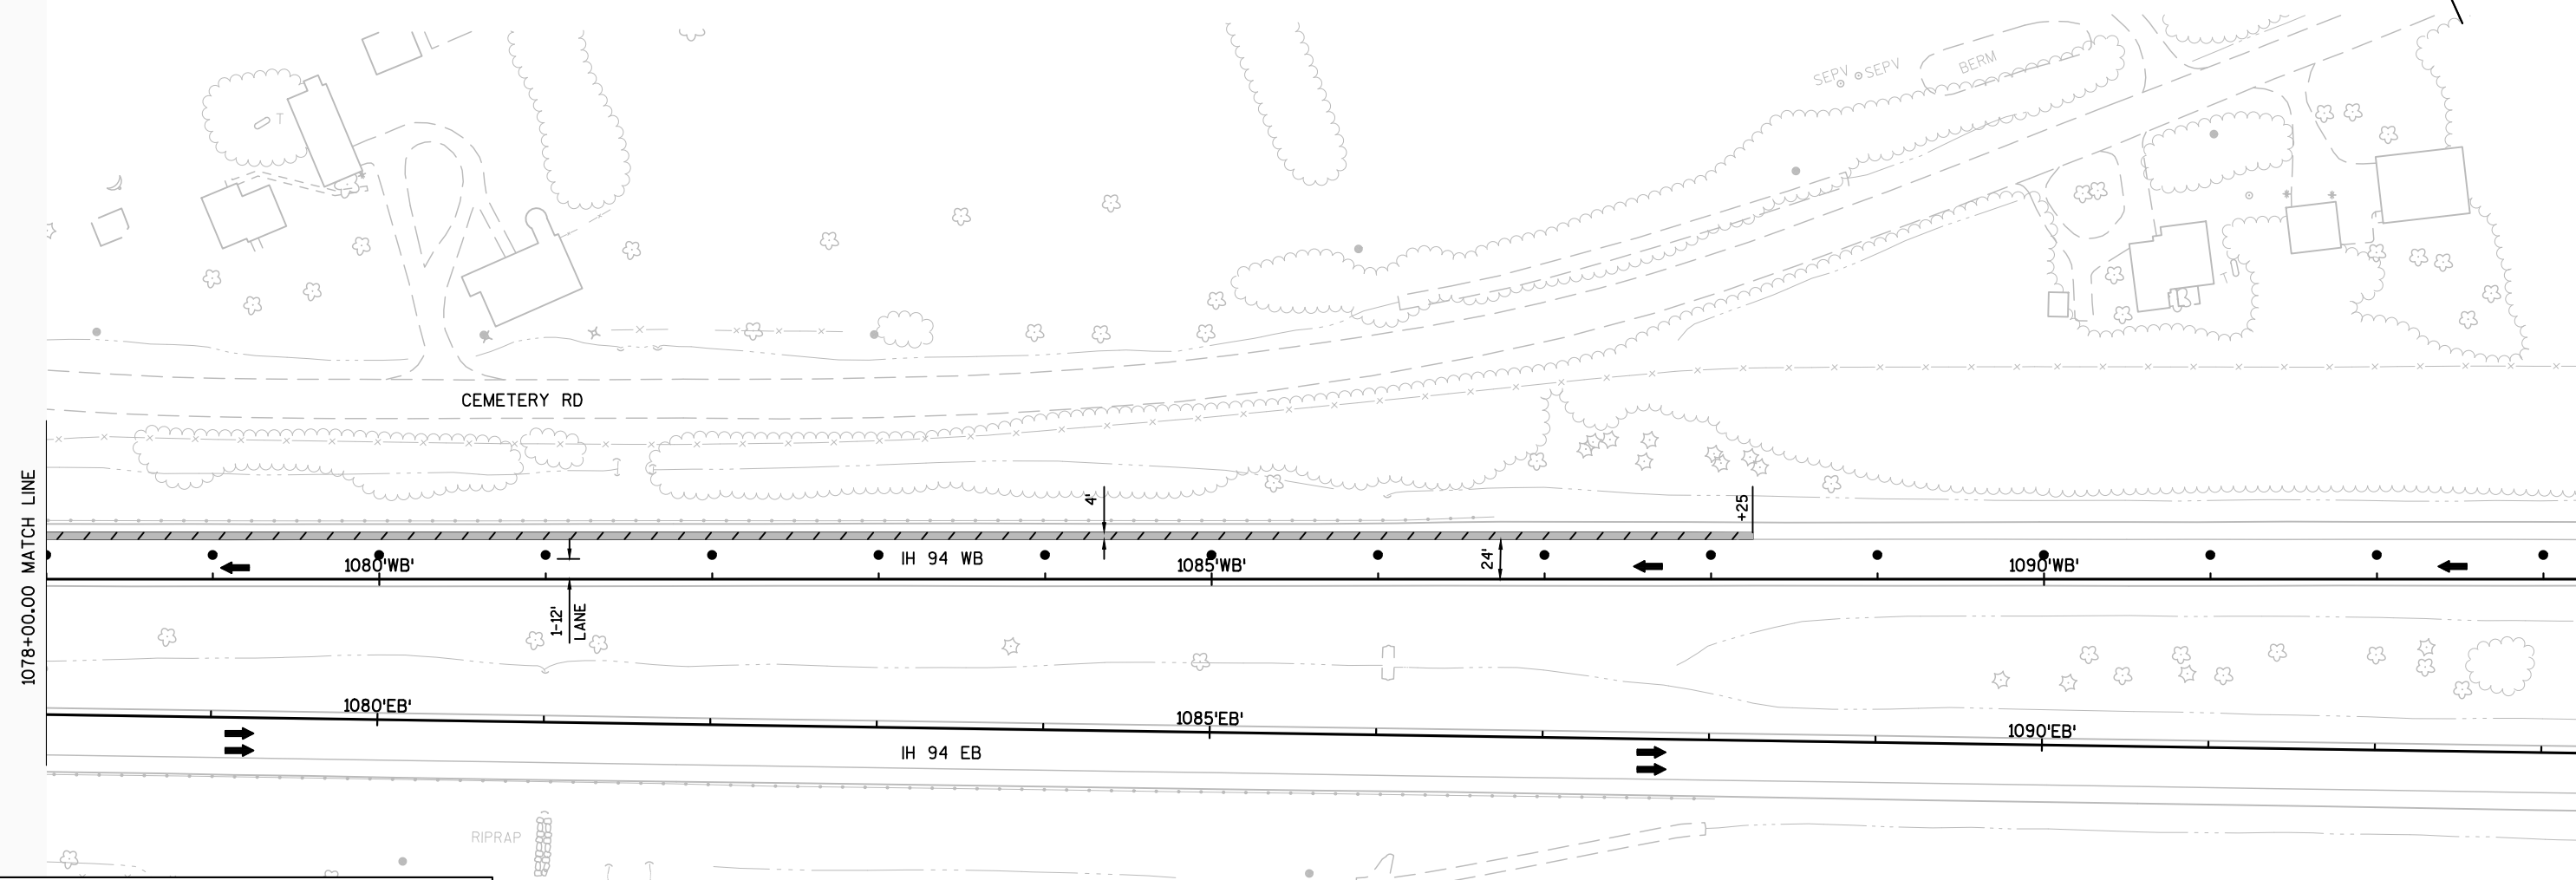 SEPV
SEPV
BERM
T
CEMETERY RD
1078+00.00 MATCH LINE
4'
+25
1080'WB'
IH 94 WB
1085'WB'
24'
1090'WB'
1-12'
LANE
1080'EB'
1085'EB'
1090'EB'
IH 94 EB
RIPRAP